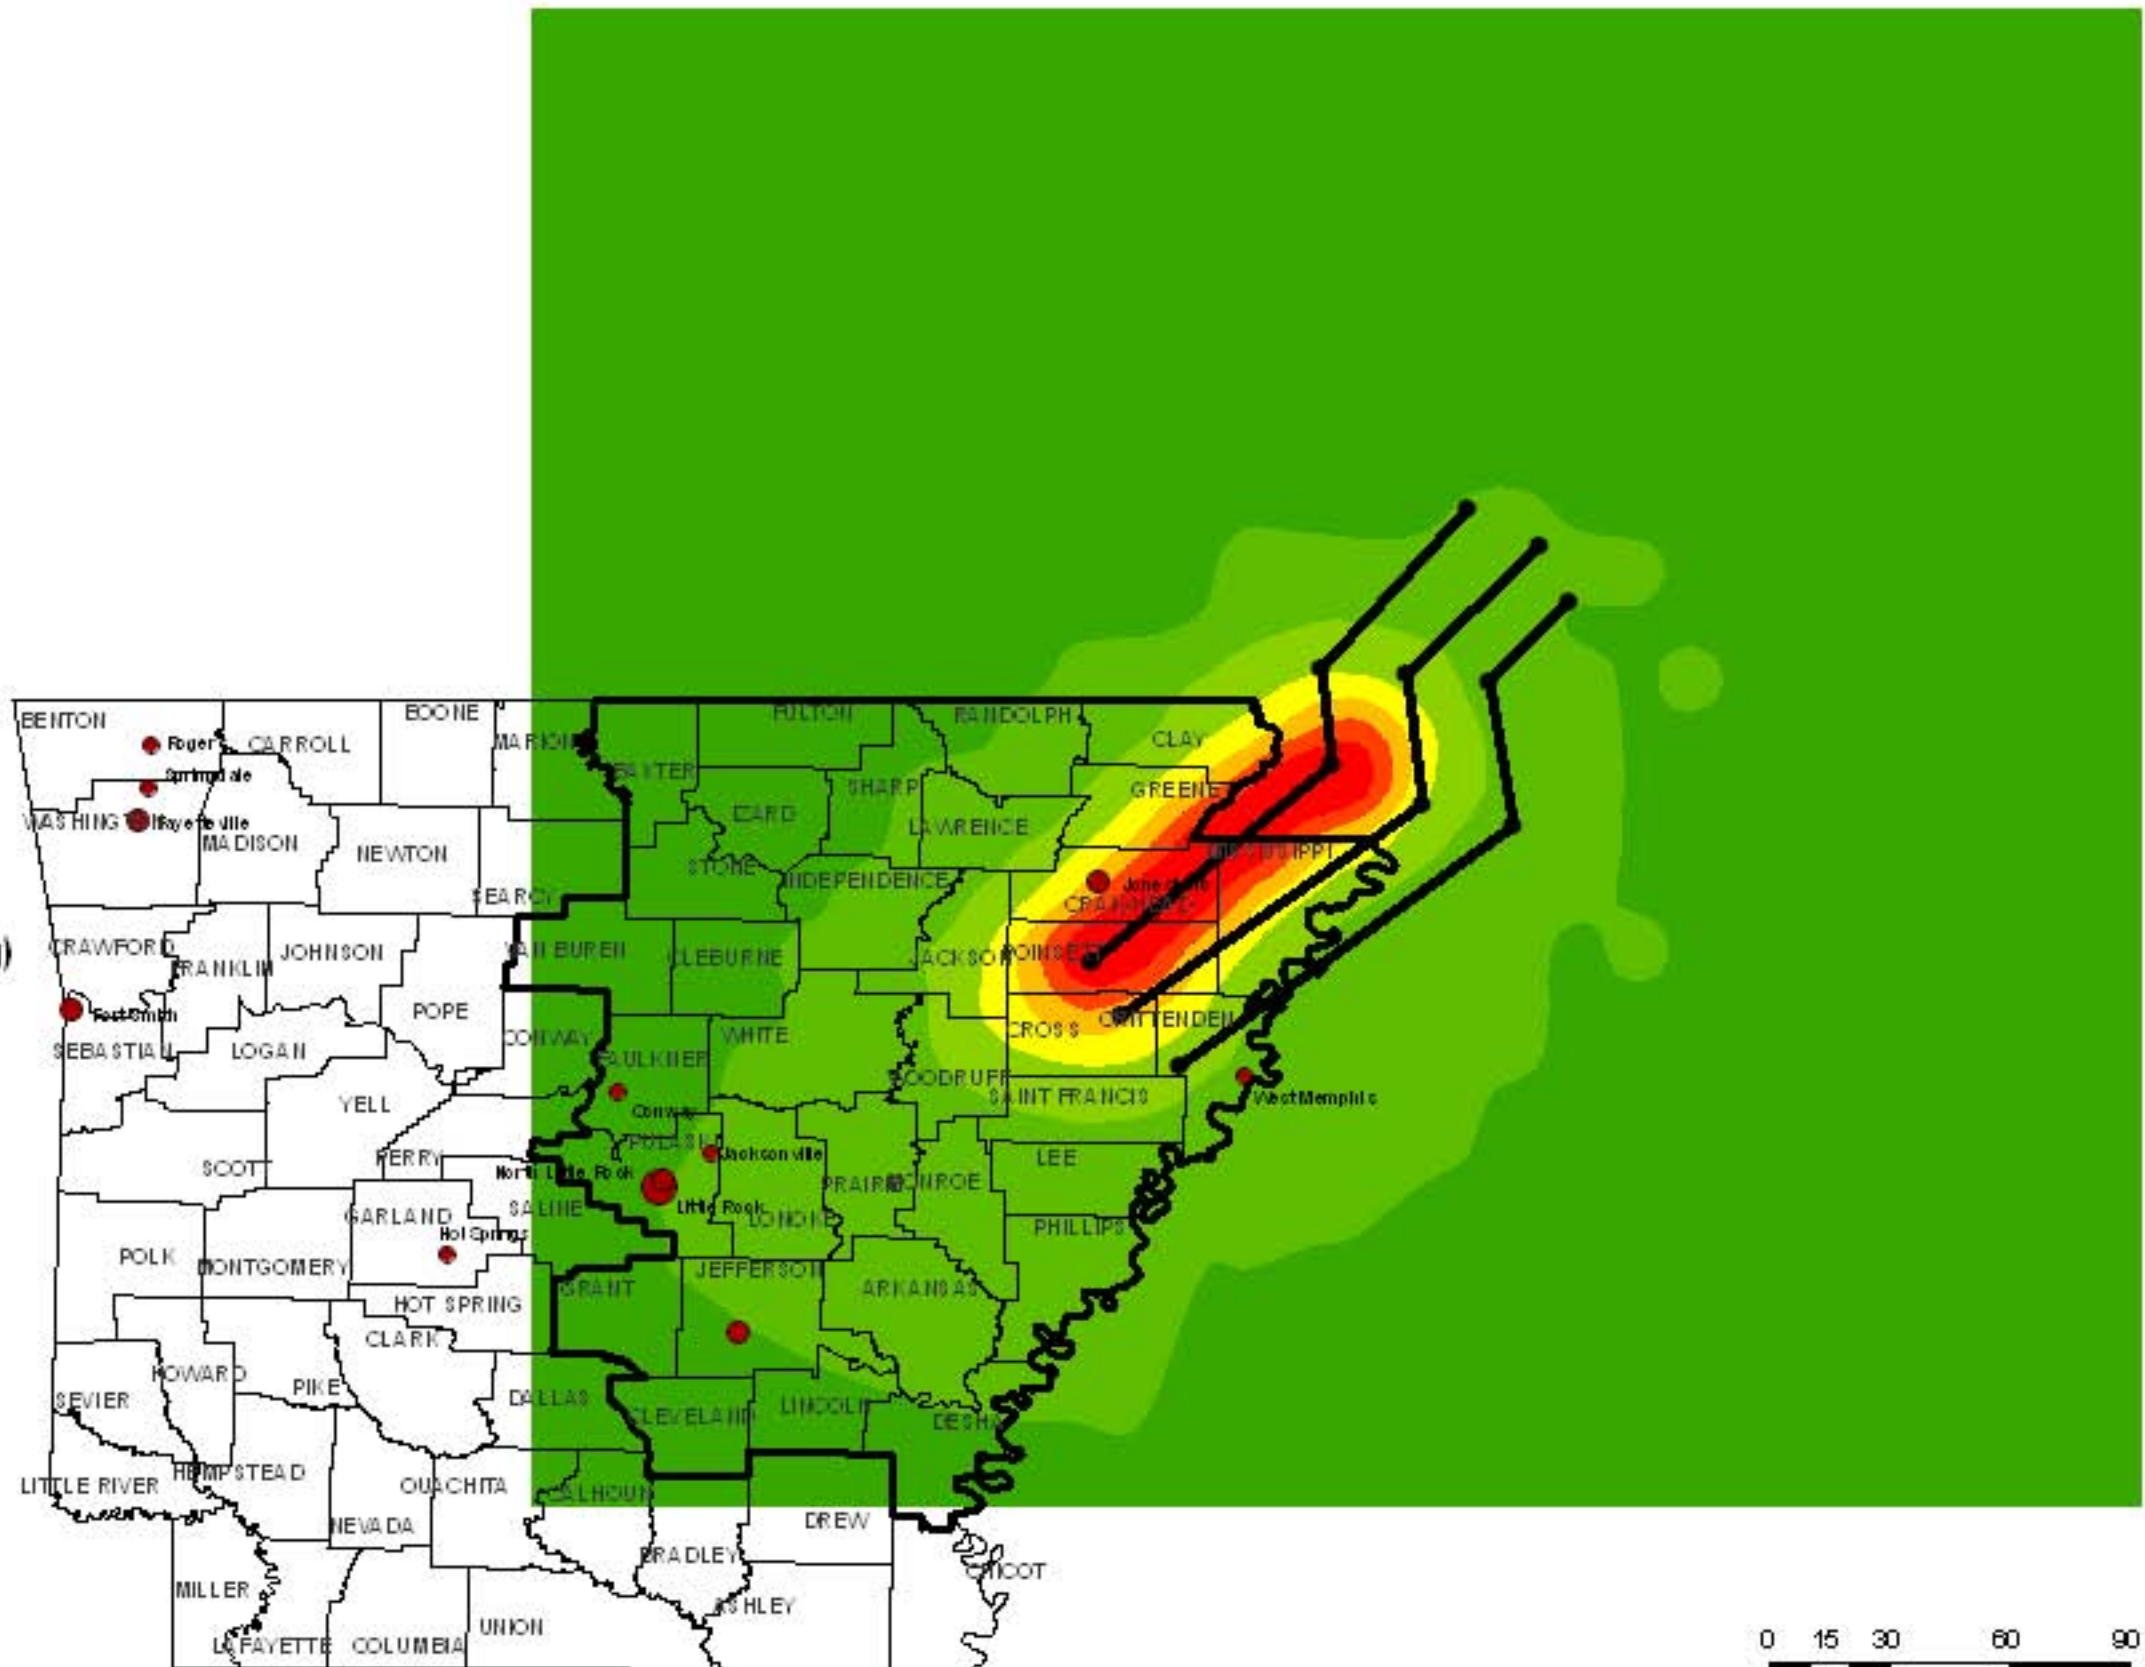 BENTON
BOONE
FULTON
RANDOLPH
Roger
CARROLL
MARION
CLAY
Springdale
BAXTER
SHARP
GREENE
IZARD
WASHINGTON
Fayetteville
LAWRENCE
MADISON
NEWTON
MISSISSIPPI
STONE
INDEPENDENCE
Jonesboro
SEARCY
CRAIGHEAD
CRAWFORD
JOHNSON
VAN BUREN
CLEBURNE
JACKSON
POINSETT
FRANKLIN
)
POPE
Fort Smith
CRITTENDEN
CROSS
CONWAY
WHITE
SEBASTIAN
LOGAN
FAULKNER
WOODRUFF
SAINT FRANCIS
West Memphis
YELL
Conway
PULASKI
Jacksonville
PERRY
LEE
SCOTT
North Little Rock
PRAIRIE
MONROE
GARLAND
SALINE
Little Rock
LONOKE
PHILLIPS
Hot Springs
POLK
MONTGOMERY
JEFFERSON
GRANT
ARKANSAS
HOT SPRING
CLARK
HOWARD
PIKE
SEVIER
DALLAS
LINCOLN
CLEVELAND
DESHA
HEMPSTEAD
LITTLE RIVER
OUACHITA
CALHOUN
NEVADA
DREW
BRADLEY
CHICOT
MILLER
ASHLEY
UNION
LAFAYETTE
COLUMBIA
0 15 30 60 90